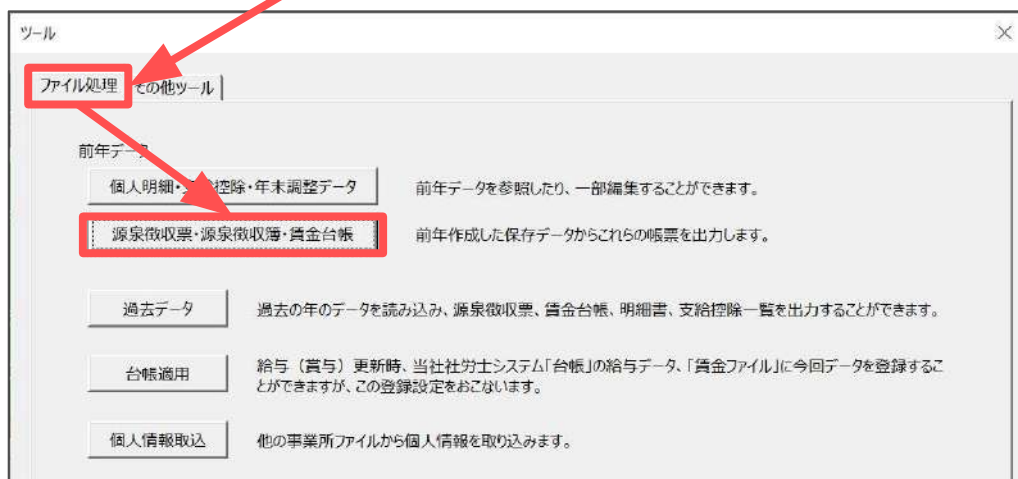 ツール
ファイル処理 その他ツール
前年データ
個人明細・支給控除・年末調整データ 前年データを参照したり、一部編集することができます。
源泉徴収票・源泉徴収簿・賃金台帳 前年作成した保存データからこれらの帳票を出力します。
過去データ 過去の年のデータを読み込み、源泉徴収票、賃金台帳、明細書、支給控除一覧を出力することができます。
台帳適用 給与（賞与）更新時、当社社労士システム「台帳」の給与データ、「賃金ファイル」に今回データを登録するこ
とができますが、この登録設定をおこないます。
個人情報取込 他の事業所ファイルから個人情報を取り込みます。